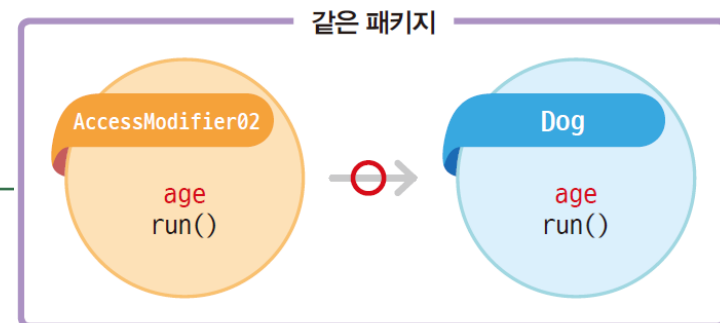 같은 패키지
AccessModifier02
age
run()
Dog
age
run()